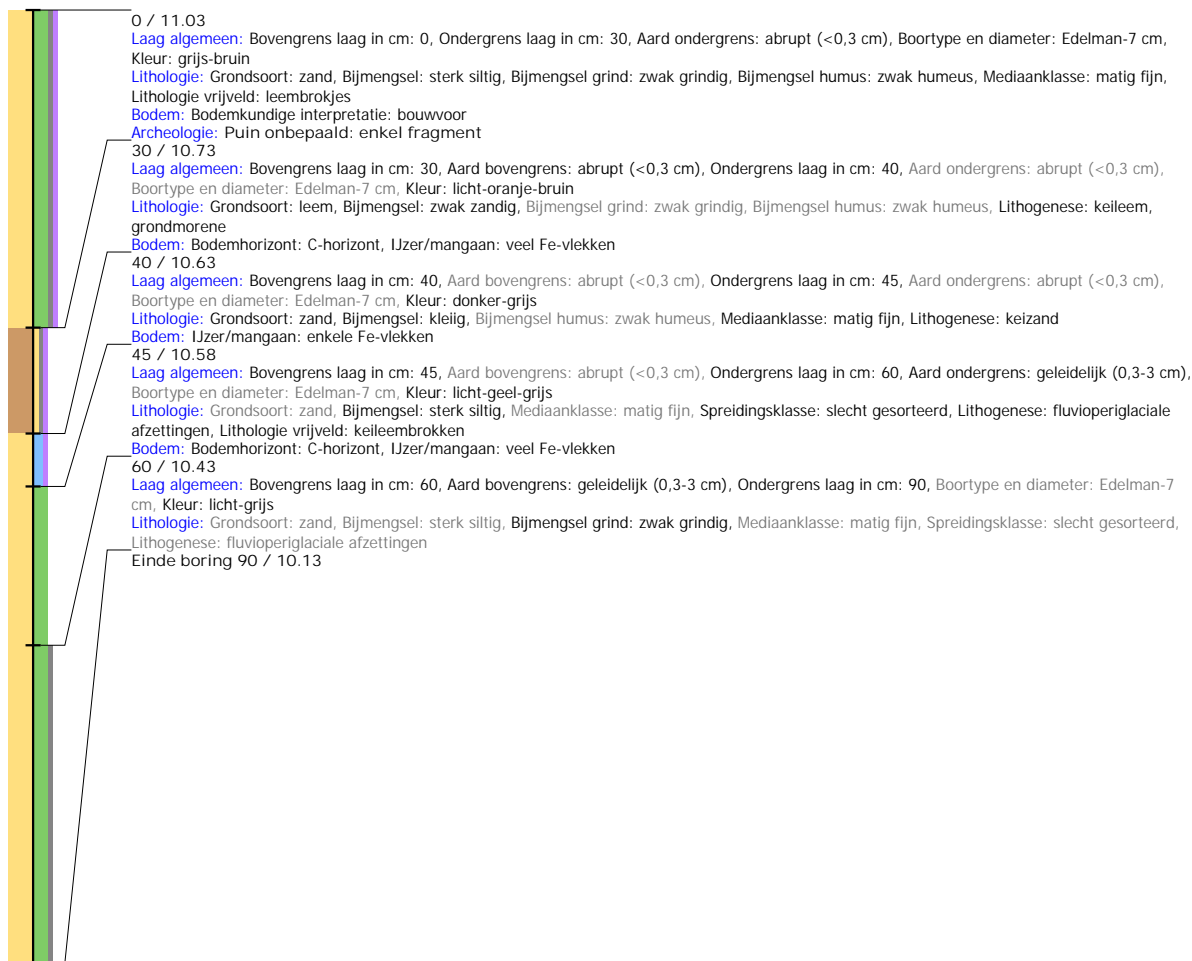 0 / 11.03
Laag algemeen: Bovengrens laag in cm: 0, Ondergrens laag in cm: 30, Aard ondergrens: abrupt (<0,3 cm), Boortype en diameter: Edelman-7 cm,
Kleur: grijs-bruin
Lithologie: Grondsoort: zand, Bijmengsel: sterk siltig, Bijmengsel grind: zwak grindig, Bijmengsel humus: zwak humeus, Mediaanklasse: matig fijn,
Lithologie vrijveld: leembrokjes
Bodem: Bodemkundige interpretatie: bouwvoor
Archeologie: Puin onbepaald: enkel fragment
30 / 10.73
Laag algemeen: Bovengrens laag in cm: 30, Aard bovengrens: abrupt (<0,3 cm), Ondergrens laag in cm: 40, Aard ondergrens: abrupt (<0,3 cm),
Boortype en diameter: Edelman-7 cm, Kleur: licht-oranje-bruin
Lithologie: Grondsoort: leem, Bijmengsel: zwak zandig, Bijmengsel grind: zwak grindig, Bijmengsel humus: zwak humeus, Lithogenese: keileem,
grondmorene
Bodem: Bodemhorizont: C-horizont, IJzer/mangaan: veel Fe-vlekken
40 / 10.63
Laag algemeen: Bovengrens laag in cm: 40, Aard bovengrens: abrupt (<0,3 cm), Ondergrens laag in cm: 45, Aard ondergrens: abrupt (<0,3 cm),
Boortype en diameter: Edelman-7 cm, Kleur: donker-grijs
Lithologie: Grondsoort: zand, Bijmengsel: kleiig, Bijmengsel humus: zwak humeus, Mediaanklasse: matig fijn, Lithogenese: keizand
Bodem: IJzer/mangaan: enkele Fe-vlekken
45 / 10.58
Laag algemeen: Bovengrens laag in cm: 45, Aard bovengrens: abrupt (<0,3 cm), Ondergrens laag in cm: 60, Aard ondergrens: geleidelijk (0,3-3 cm),
Boortype en diameter: Edelman-7 cm, Kleur: licht-geel-grijs
Lithologie: Grondsoort: zand, Bijmengsel: sterk siltig, Mediaanklasse: matig fijn, Spreidingsklasse: slecht gesorteerd, Lithogenese: fluvioperiglaciale
afzettingen, Lithologie vrijveld: keileembrokken
Bodem: Bodemhorizont: C-horizont, IJzer/mangaan: veel Fe-vlekken
60 / 10.43
Laag algemeen: Bovengrens laag in cm: 60, Aard bovengrens: geleidelijk (0,3-3 cm), Ondergrens laag in cm: 90, Boortype en diameter: Edelman-7
cm, Kleur: licht-grijs
Lithologie: Grondsoort: zand, Bijmengsel: sterk siltig, Bijmengsel grind: zwak grindig, Mediaanklasse: matig fijn, Spreidingsklasse: slecht gesorteerd,
Lithogenese: fluvioperiglaciale afzettingen
Einde boring 90 / 10.13